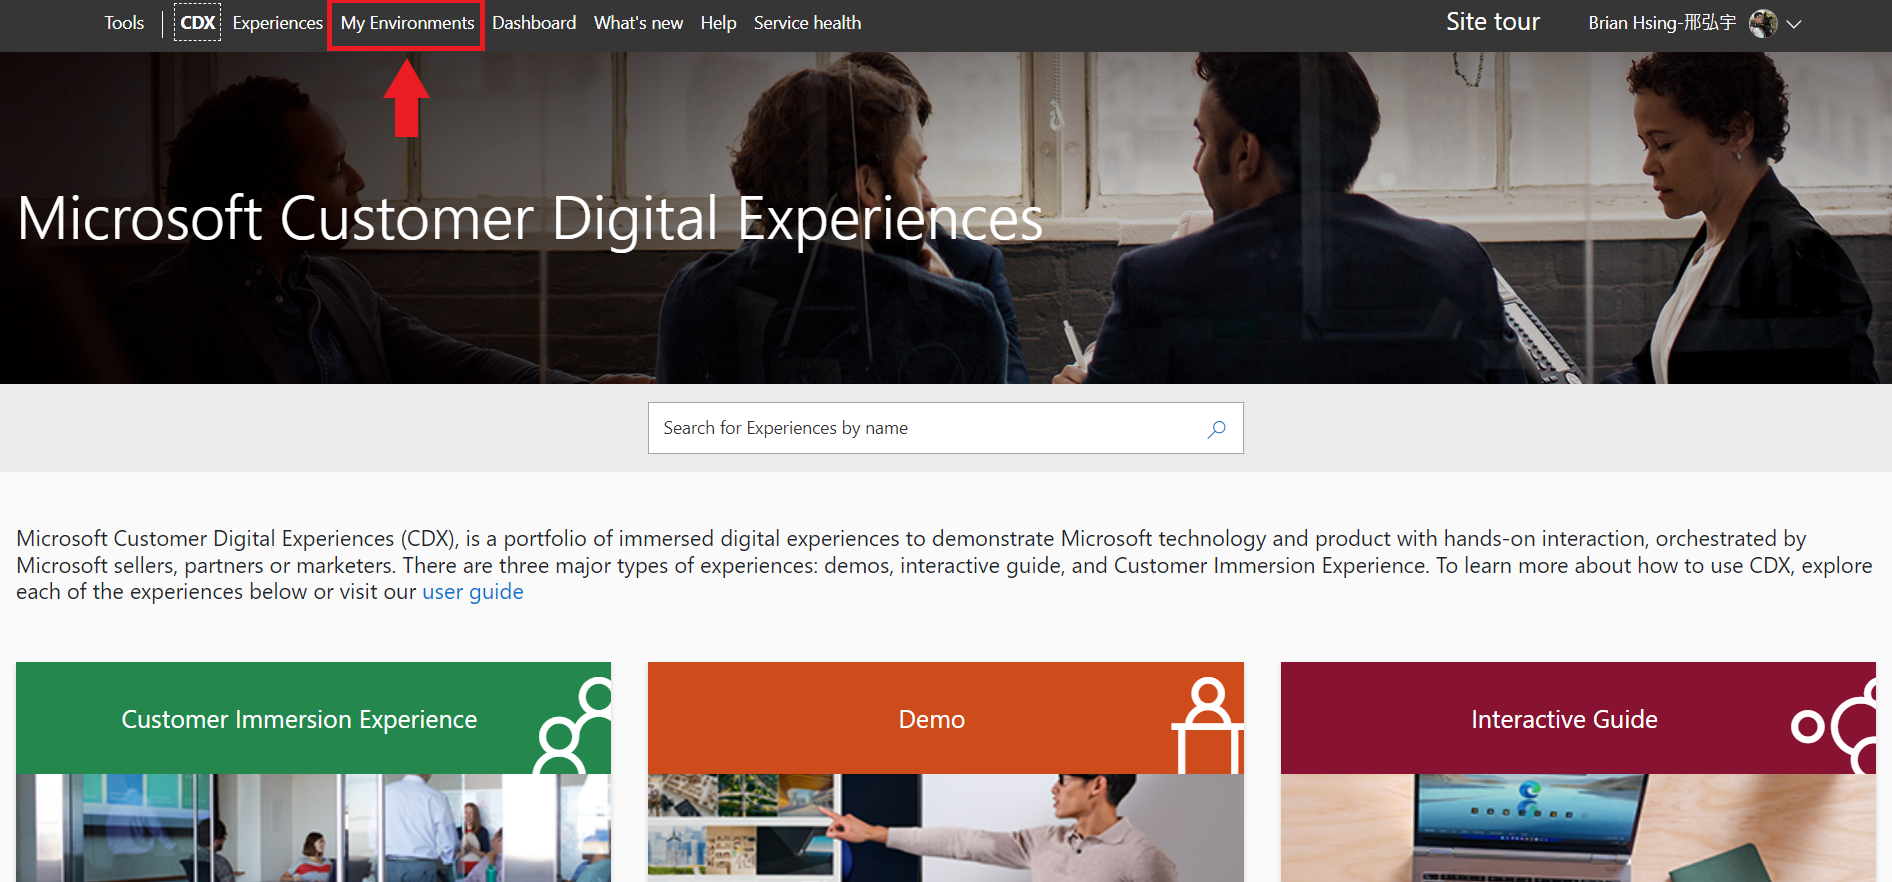 Tools CDX Experiences My Environments Dashboard What's new Help Service health Site tour Brian Hsing-邢弘宇
Microsoft Customer Digital Experiences
Search for Experiences by name
Microsoft Customer Digital Experiences (CDX), is a portfolio of immersed digital experiences to demonstrate Microsoft technology and product with hands-on interaction, orchestrated by
Microsoft sellers, partners or marketers. There are three major types of experiences: demos, interactive guide, and Customer Immersion Experience. To learn more about how to use CDX, explore
each of the experiences below or visit our user guide
Customer Immersion Experience
Demo
Interactive Guide